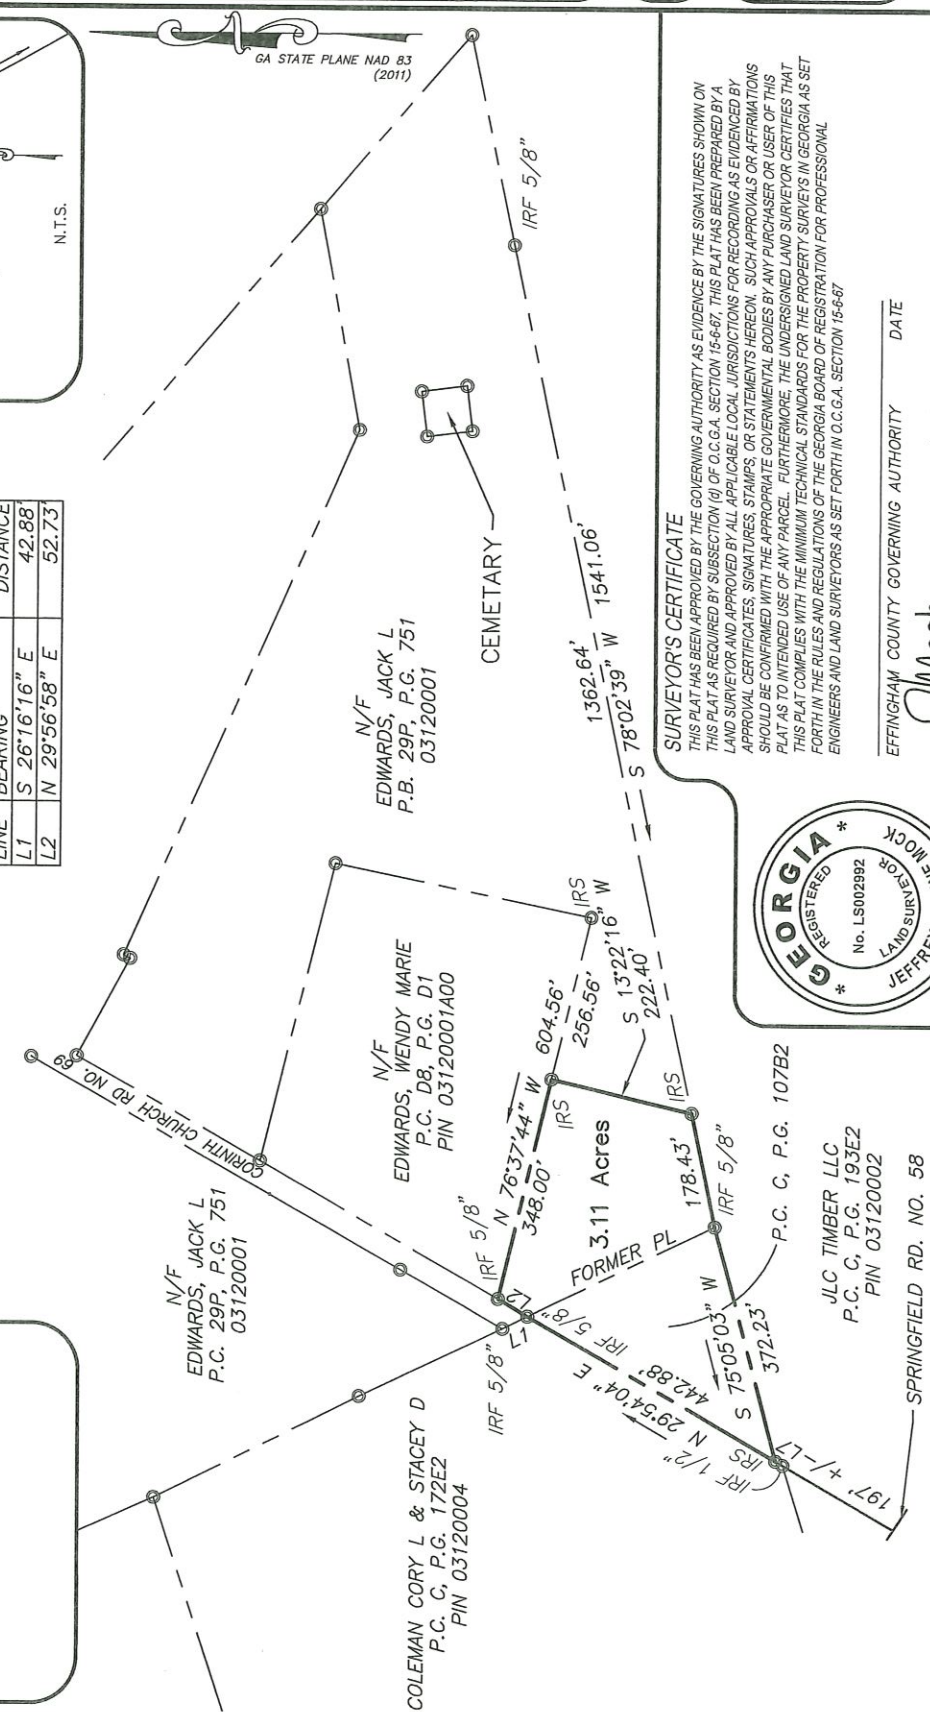 GA STATE PLANE NAD 83
(2011)
N.T.S.
LINE BEARING DISTANCE
L1 S 26°16'16" E 42.88'
L2 N 29°56'58" E 52.73'
CORINTH CHURCH RD NO. 69
N/F
EDWARDS, JACK L
P.C. 29P, P.G. 751
03120001
N/F
EDWARDS, WENDY MARIE
P.C. D8, P.G. D1
PIN 03120001A00
N/F
EDWARDS, JACK L
P.B. 29P, P.G. 751
03120001
CEMETARY
IRF 5/8"
COLEMAN CORY L & STACEY D
P.C. C, P.G. 172E2
PIN 03120004
IRF 5/8"
L1
L2
IRF 5/8"
IRF 5/8"
N 76°37'44" W 604.56'
348.00'
256.56'
IRS
IRS
S 13°22'16" W
222.40'
3.11 Acres
FORMER PL
178.43'
IRS
IRF 5/8"
1362.64'
S 78°02'39" W 1541.06'
N 29°54'04" E
442.88'
S 75°05'03" W
372.23'
IRF 1/2"
IRS
197' +/-L7
P.C. C, P.G. 107B2
JLC TIMBER LLC
P.C. C, P.G. 193E2
PIN 03120002
SPRINGFIELD RD. NO. 58
SURVEYOR'S CERTIFICATE
THIS PLAT HAS BEEN APPROVED BY THE GOVERNING AUTHORITY AS EVIDENCE BY THE SIGNATURES SHOWN ON
THIS PLAT AS REQUIRED BY SUBSECTION (d) OF O.C.G.A. SECTION 15-6-67, THIS PLAT HAS BEEN PREPARED BY A
LAND SURVEYOR AND APPROVED BY ALL APPLICABLE LOCAL JURISDICTIONS FOR RECORDING AS EVIDENCED BY
APPROVAL CERTIFICATES, SIGNATURES, STAMPS, OR STATEMENTS HEREON. SUCH APPROVALS OR AFFIRMATIONS
SHOULD BE CONFIRMED WITH THE APPROPRIATE GOVERNMENTAL BODIES BY ANY PURCHASER OR USER OF THIS
PLAT AS TO INTENDED USE OF ANY PARCEL. FURTHERMORE, THE UNDERSIGNED LAND SURVEYOR CERTIFIES THAT
THIS PLAT COMPLIES WITH THE MINIMUM TECHNICAL STANDARDS FOR THE PROPERTY SURVEYS IN GEORGIA AS SET
FORTH IN THE RULES AND REGULATIONS OF THE GEORGIA BOARD OF REGISTRATION FOR PROFESSIONAL
ENGINEERS AND LAND SURVEYORS AS SET FORTH IN O.C.G.A. SECTION 15-6-67
EFFINGHAM COUNTY GOVERNING AUTHORITY DATE
* GEORGIA *
REGISTERED
No. LS002992
LAND SURVEYOR
MOCK